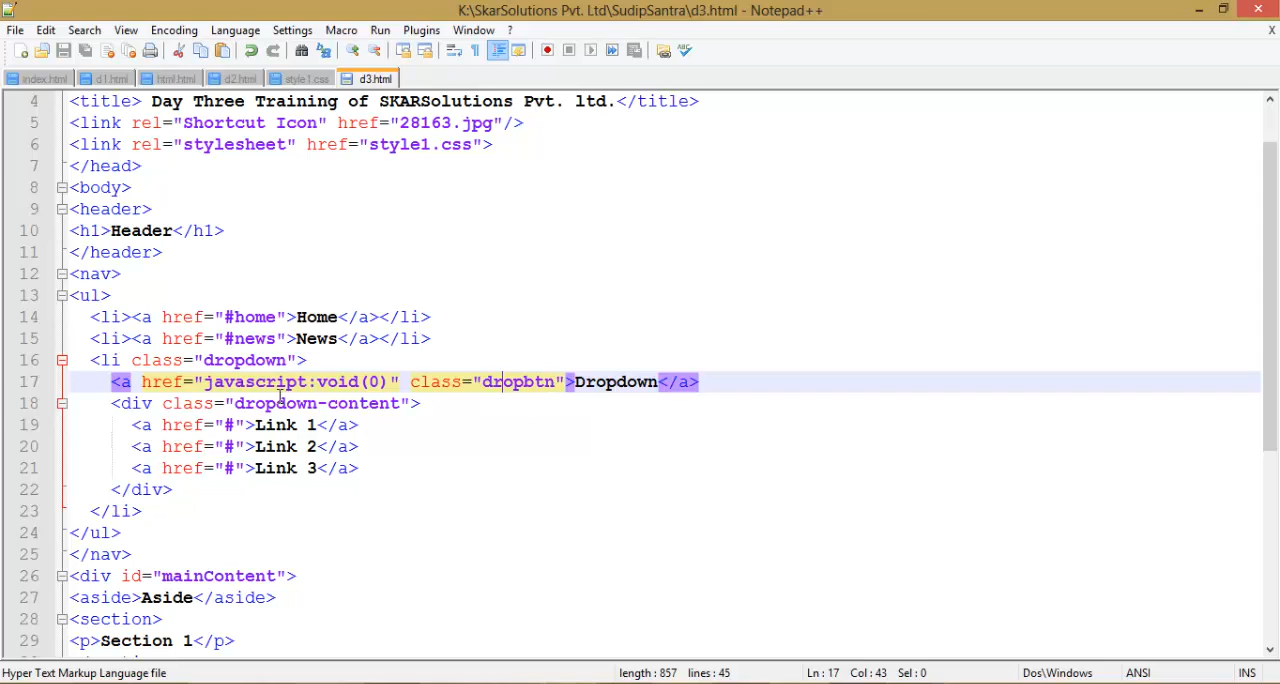 K:\SkarSolutions Pvt. Ltd\SudipSantra\d3.html - Notepad++
File Edit Search View Encoding Language Settings Macro Run Plugins Window ? X
index.html d1.html html.html d2.html style1.css d3.html
4 <title> Day Three Training of SKARSolutions Pvt. ltd.</title>
5 <link rel="Shortcut Icon" href="28163.jpg"/>
6 <link rel="stylesheet" href="style1.css">
7 </head>
8 <body>
9 <header>
10 <h1>Header</h1>
11 </header>
12 <nav>
13 <ul>
14 <li><a href="#home">Home</a></li>
15 <li><a href="#news">News</a></li>
16 <li class="dropdown">
17 <a href="javascript:void(0)" class="dropbtn">Dropdown</a>
18 <div class="dropdown-content">
19 <a href="#">Link 1</a>
20 <a href="#">Link 2</a>
21 <a href="#">Link 3</a>
22 </div>
23 </li>
24 </ul>
25 </nav>
26 <div id="mainContent">
27 <aside>Aside</aside>
28 <section>
29 <p>Section 1</p>
Hyper Text Markup Language file length : 857 lines : 45 Ln : 17 Col : 43 Sel : 0 Dos\Windows ANSI INS